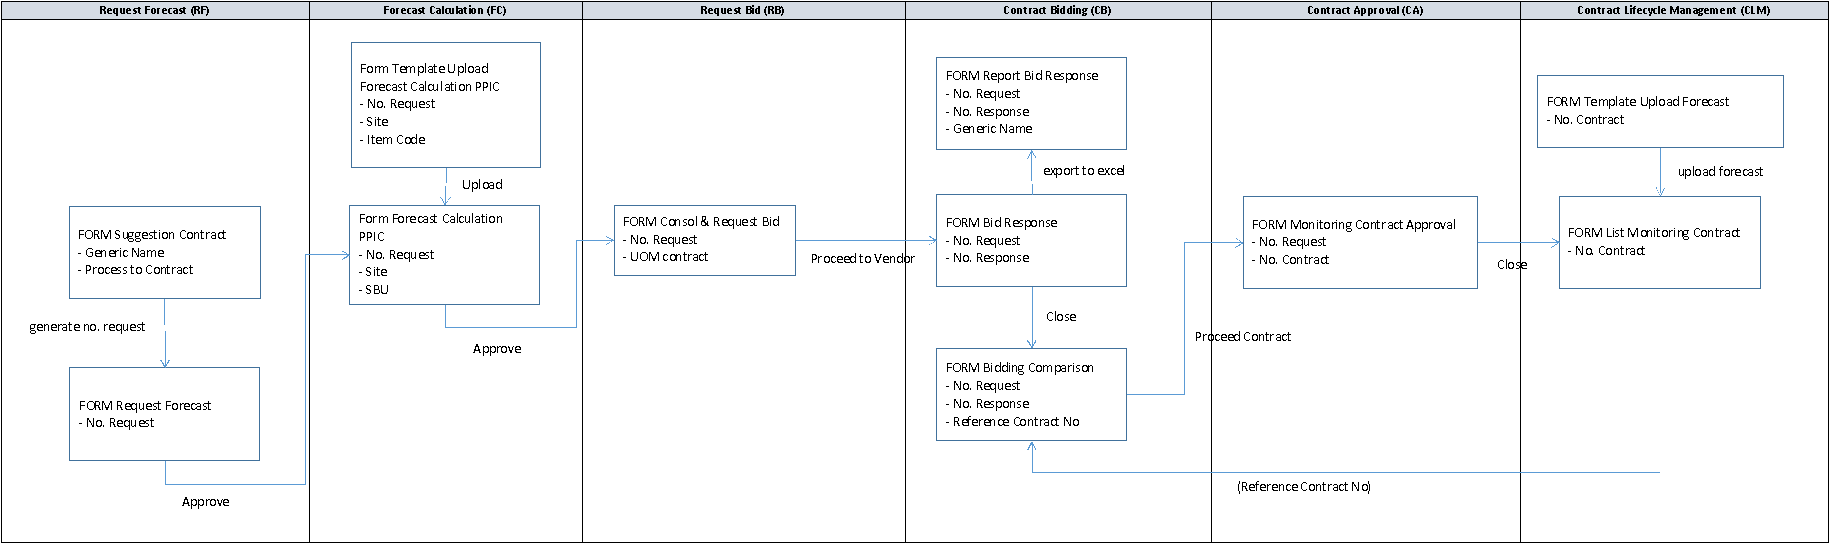 Request Forecast (RF)
Forecast Calculation (FC)
Request Bid (RB)
Contract Bidding (CB)
Contract Approval (CA)
Contract Lifecycle Management (CLM)
FORM Suggestion Contract
- Generic Name
- Process to Contract
generate no. request
FORM Request Forecast
- No. Request
Approve
Form Template Upload
Forecast Calculation PPIC
- No. Request
- Site
- Item Code
Upload
Form Forecast Calculation
PPIC
- No. Request
- Site
- SBU
Approve
FORM Consol & Request Bid
- No. Request
- UOM contract
Proceed to Vendor
FORM Report Bid Response
- No. Request
- No. Response
- Generic Name
export to excel
FORM Bid Response
- No. Request
- No. Response
Close
FORM Bidding Comparison
- No. Request
- No. Response
- Reference Contract No
Proceed Contract
FORM Monitoring Contract Approval
- No. Request
- No. Contract
Close
FORM Template Upload Forecast
- No. Contract
upload forecast
FORM List Monitoring Contract
- No. Contract
(Reference Contract No)